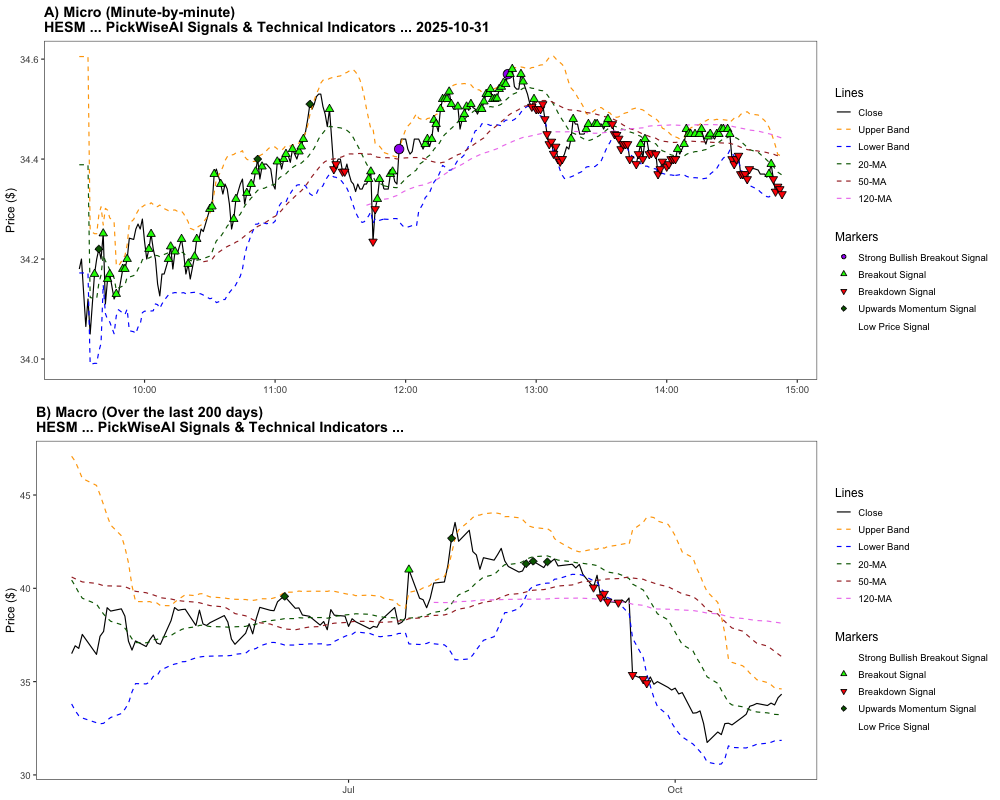 A) Micro (Minute-by-minute)
HESM ... PickWiseAI Signals & Technical Indicators ... 2025-10-31
Price ($)
34.6
34.4
34.2
34.0
10:00
11:00
12:00
13:00
14:00
15:00
Lines
Close
Upper Band
Lower Band
20-MA
50-MA
120-MA
Markers
Strong Bullish Breakout Signal
Breakout Signal
Breakdown Signal
Upwards Momentum Signal
Low Price Signal
B) Macro (Over the last 200 days)
HESM ... PickWiseAI Signals & Technical Indicators ...
Price ($)
45
40
35
30
Jul
Oct
Lines
Close
Upper Band
Lower Band
20-MA
50-MA
120-MA
Markers
Strong Bullish Breakout Signal
Breakout Signal
Breakdown Signal
Upwards Momentum Signal
Low Price Signal